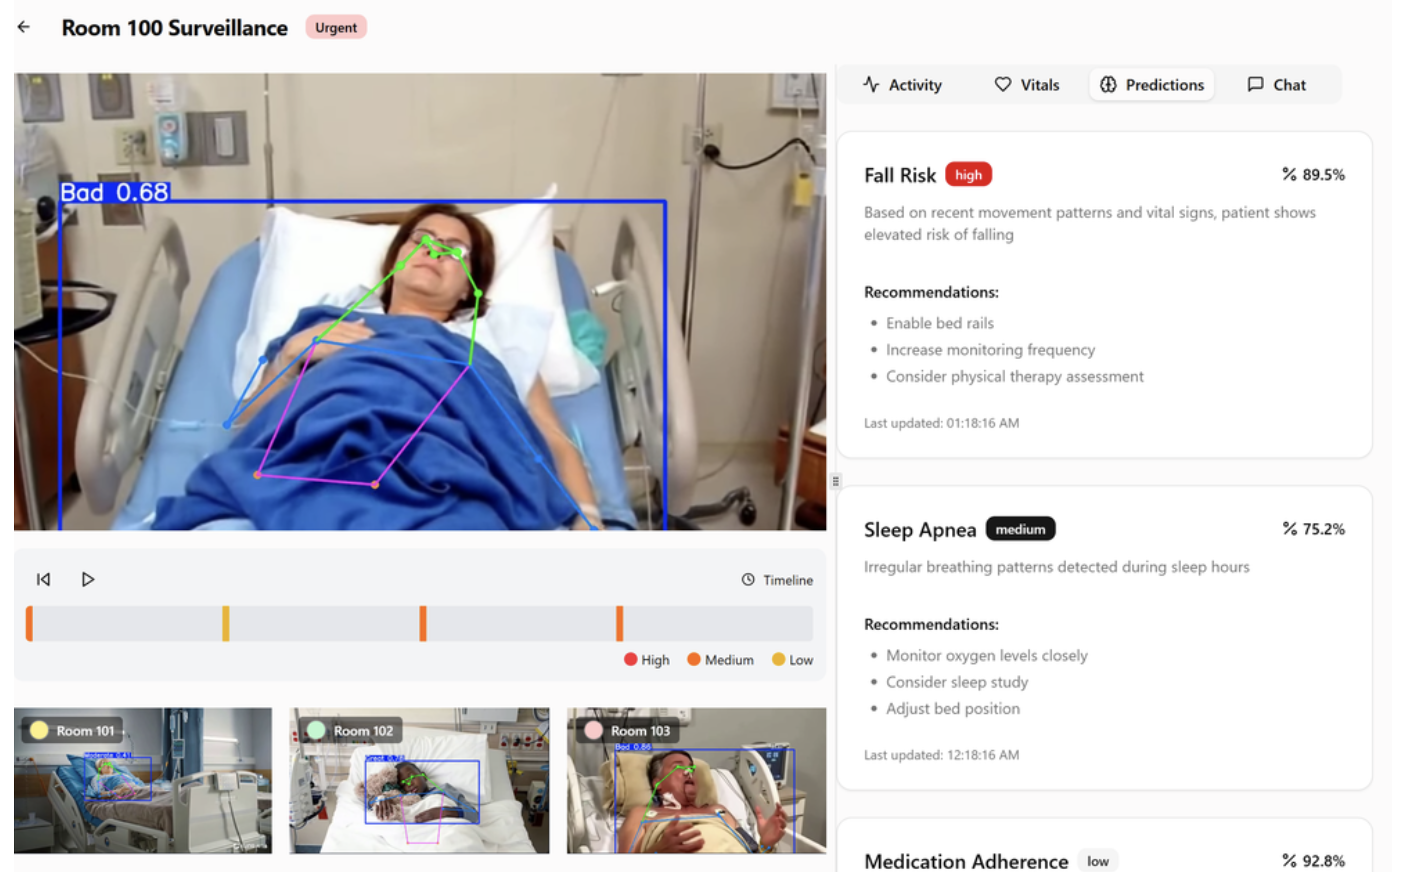 Room 100 Surveillance
Urgent
Bad 0.68
Timeline
High
Medium
Low
Room 101
Room 102
Room 103
Bad 0.86
Activity
Vitals
Predictions
Chat
Fall Risk
high
% 89.5%
Based on recent movement patterns and vital signs, patient shows
elevated risk of falling
Recommendations:
• Enable bed rails
• Increase monitoring frequency
• Consider physical therapy assessment
Last updated: 01:18:16 AM
Sleep Apnea
medium
% 75.2%
Irregular breathing patterns detected during sleep hours
Recommendations:
• Monitor oxygen levels closely
• Consider sleep study
• Adjust bed position
Last updated: 12:18:16 AM
Medication Adherence
low
% 92.8%